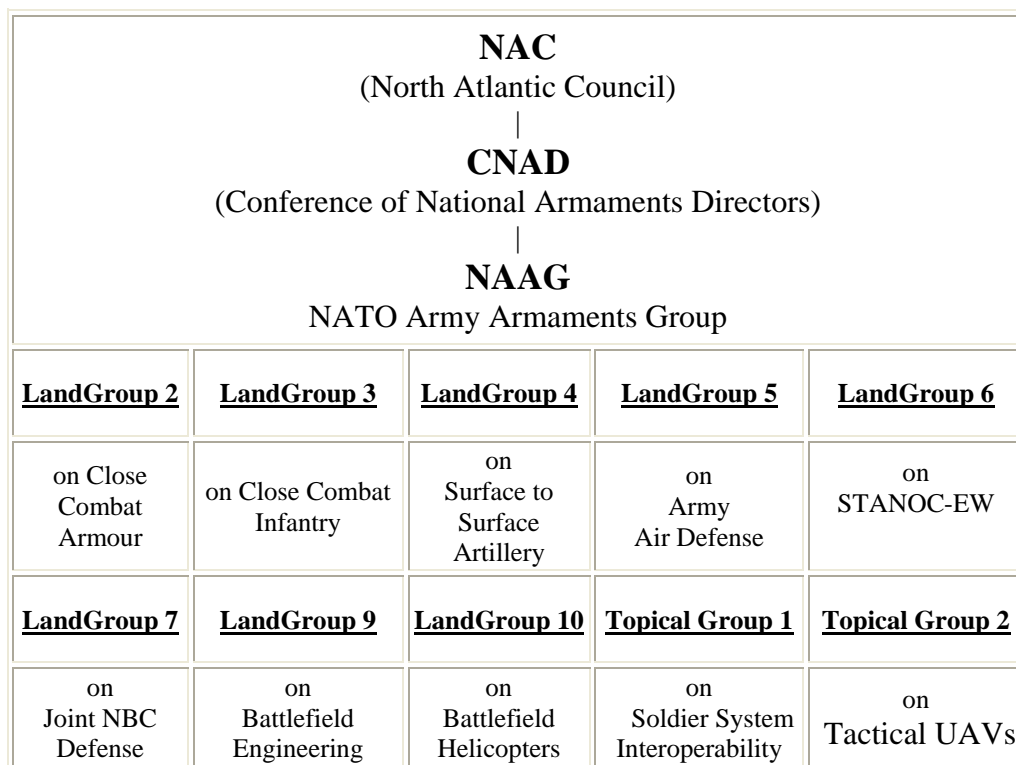 NAC
(North Atlantic Council)
|
CNAD
(Conference of National Armaments Directors)
|
NAAG
NATO Army Armaments Group
LandGroup 2 LandGroup 3 LandGroup 4 LandGroup 5 LandGroup 6
on Close
Combat
Armour
on Close Combat
Infantry
on
Surface to
Surface
Artillery
on
Army
Air Defense
on
STANOC-EW
LandGroup 7 LandGroup 9 LandGroup 10 Topical Group 1 Topical Group 2
on
Joint NBC
Defense
on
Battlefield
Engineering
on
Battlefield
Helicopters
on
Soldier System
Interoperability
on
Tactical UAVs